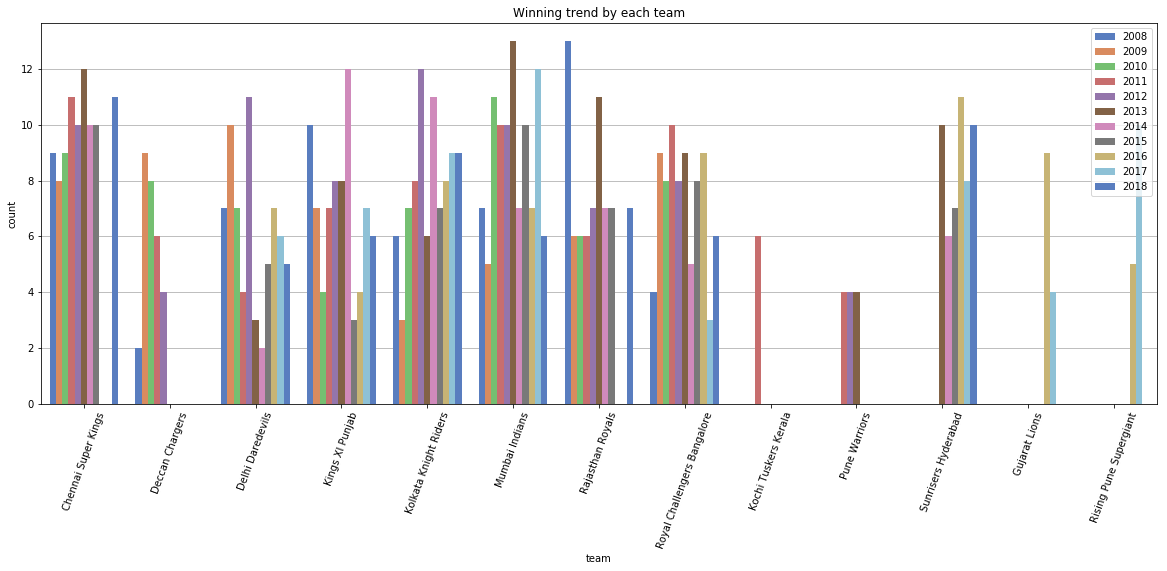 Winning trend by each team
2008
2009
2010
2011
2012
2013
2014
2015
2016
2017
2018
12
10
8
6
4
2
0
count
Chennai Super Kings
Deccan Chargers
Delhi Daredevils
Kings XI Punjab
Kolkata Knight Riders
Mumbai Indians
Rajasthan Royals
Royal Challengers Bangalore
Kochi Tuskers Kerala
Pune Warriors
Sunrisers Hyderabad
Gujarat Lions
Rising Pune Supergiant
team